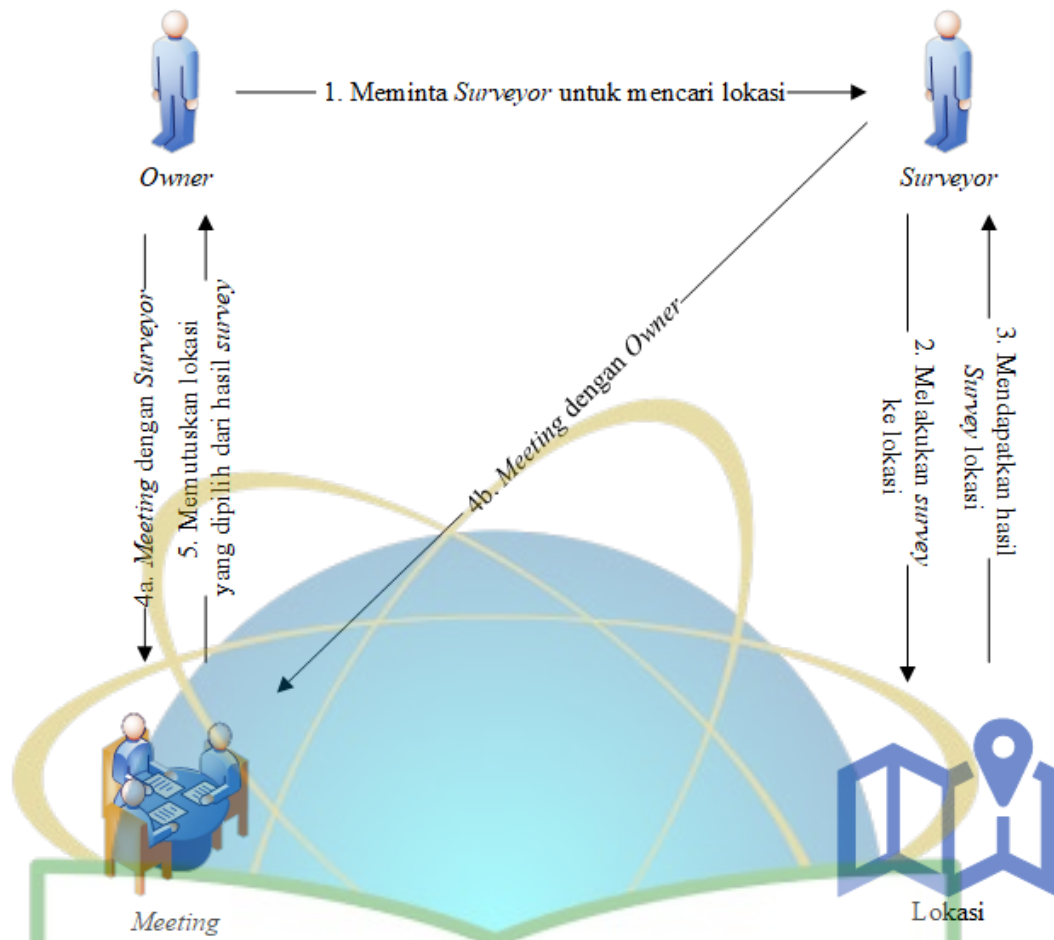 1. Meminta Surveyor untuk mencari lokasi
Owner
Surveyor
4a. Meeting dengan Surveyor
5. Memutuskan lokasi
yang dipilih dari hasil survey
4b. Meeting dengan Owner
2. Melakukan survey
ke lokasi
3. Mendapatkan hasil
Survey lokasi
Meeting
Lokasi